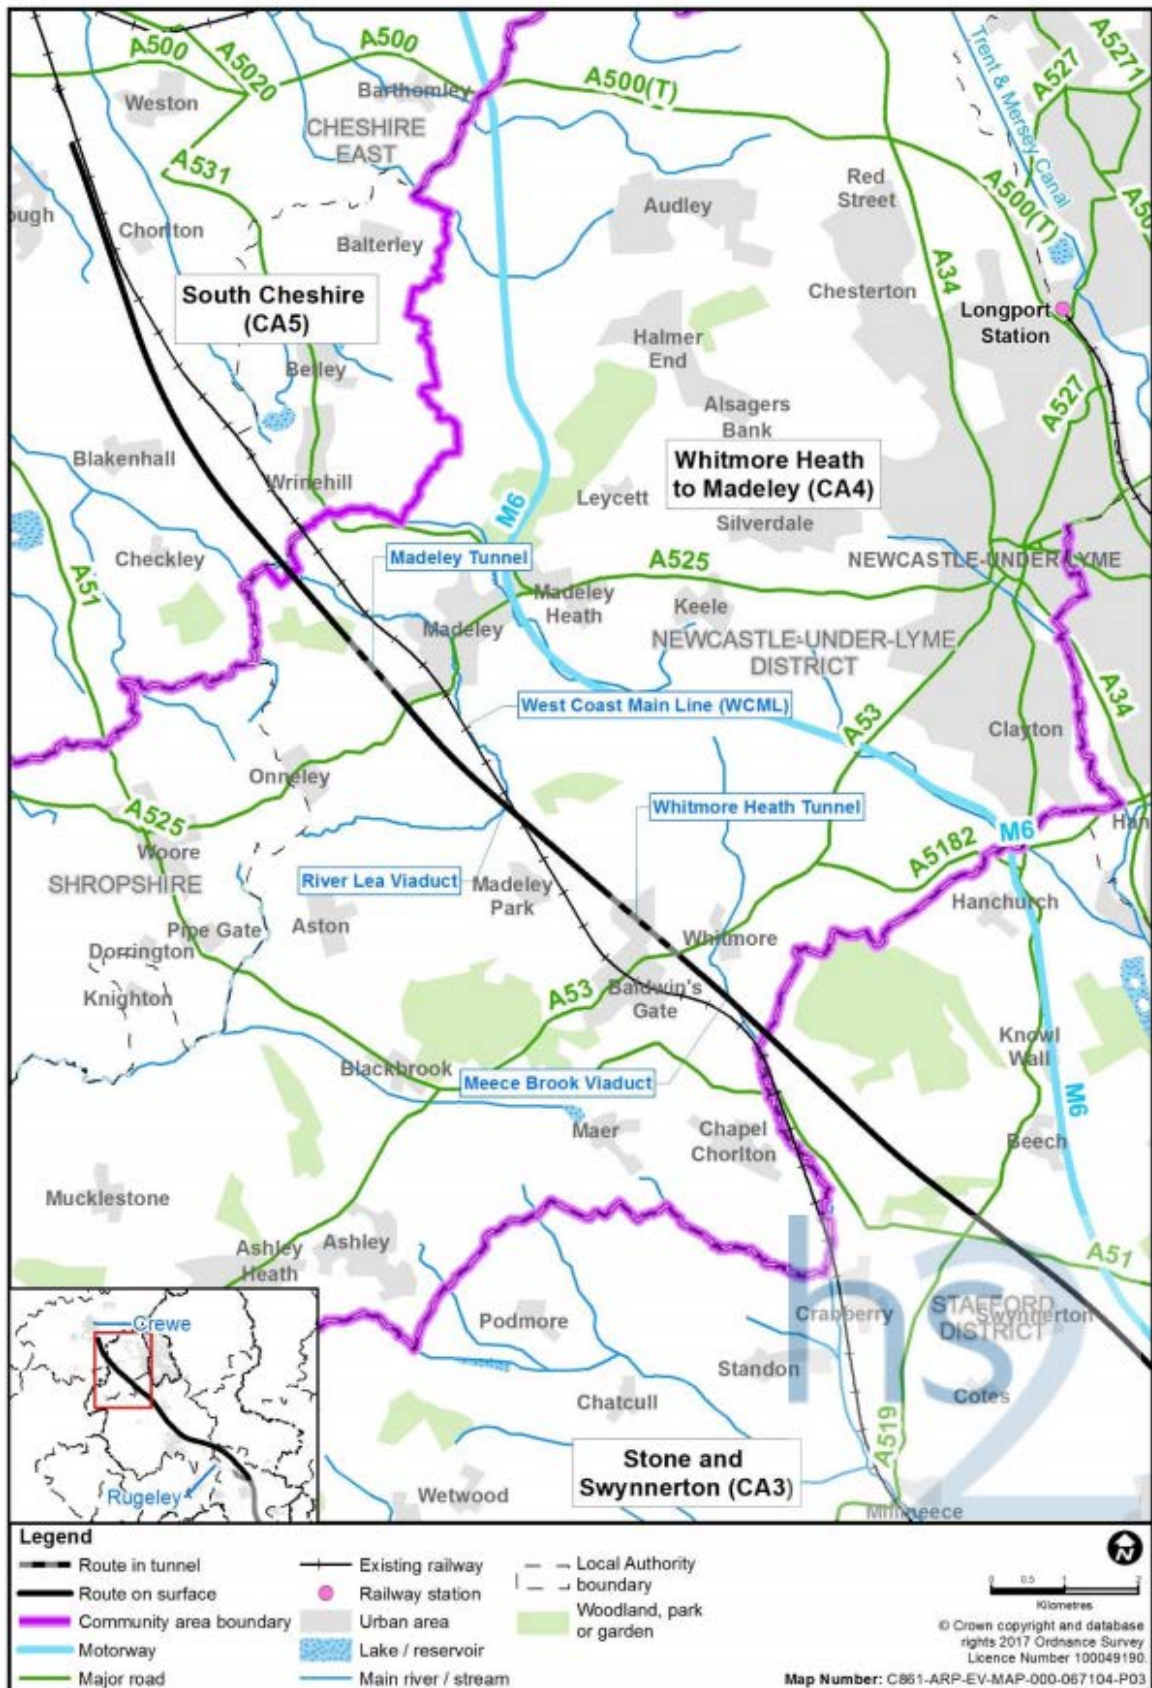 A500
A5020
A500
A500(T)
Trent & Mersey Canal
A527
A5271
Weston
Barthomley
CHESHIRE
EAST
A531
Red
Street
A500(T)
A50
ough
Chorlton
Balterley
Audley
A34
South Cheshire
(CA5)
Chesterton
Longport
Station
Halmer
End
Betley
A527
Alsagers
Bank
Blakenhall
Wrinehill
Whitmore Heath
to Madeley (CA4)
Leycett
M6
Silverdale
Checkley
Madeley Tunnel
A525
NEWCASTLE-UNDER-LYME
A51
Madeley
Heath
Keele
Madeley
NEWCASTLE-UNDER-LYME
DISTRICT
A34
West Coast Main Line (WCML)
A53
Clayton
Onneley
Whitmore Heath Tunnel
A525
M6
Han
Woore
A5182
SHROPSHIRE
River Lea Viaduct
Madeley
Park
Hanchurch
Pipe Gate
Aston
Dorrington
Whitmore
Knighton
A53
Baldwin's
Gate
Knowl
Wall
Blackbrook
Meece Brook Viaduct
M6
Maer
Chapel
Chorlton
Beech
Mucklestone
Ashley
Heath
Ashley
A51
hs2
Crewe
Podmore
Cranberry
STAFFORD
DISTRICT
Swynnerton
Standon
Chatcull
Cotes
A519
Rugeley
Stone and
Swynnerton (CA3)
Wetwood
Millmeece
Legend
Route in tunnel
Route on surface
Community area boundary
Motorway
Major road
Existing railway
Railway station
Urban area
Lake / reservoir
Main river / stream
Local Authority
boundary
Woodland, park
or garden
N
0 0.5 1 2
Kilometres
© Crown copyright and database
rights 2017 Ordnance Survey
Licence Number 100049190.
Map Number: C861-ARP-EV-MAP-000-067104-P03